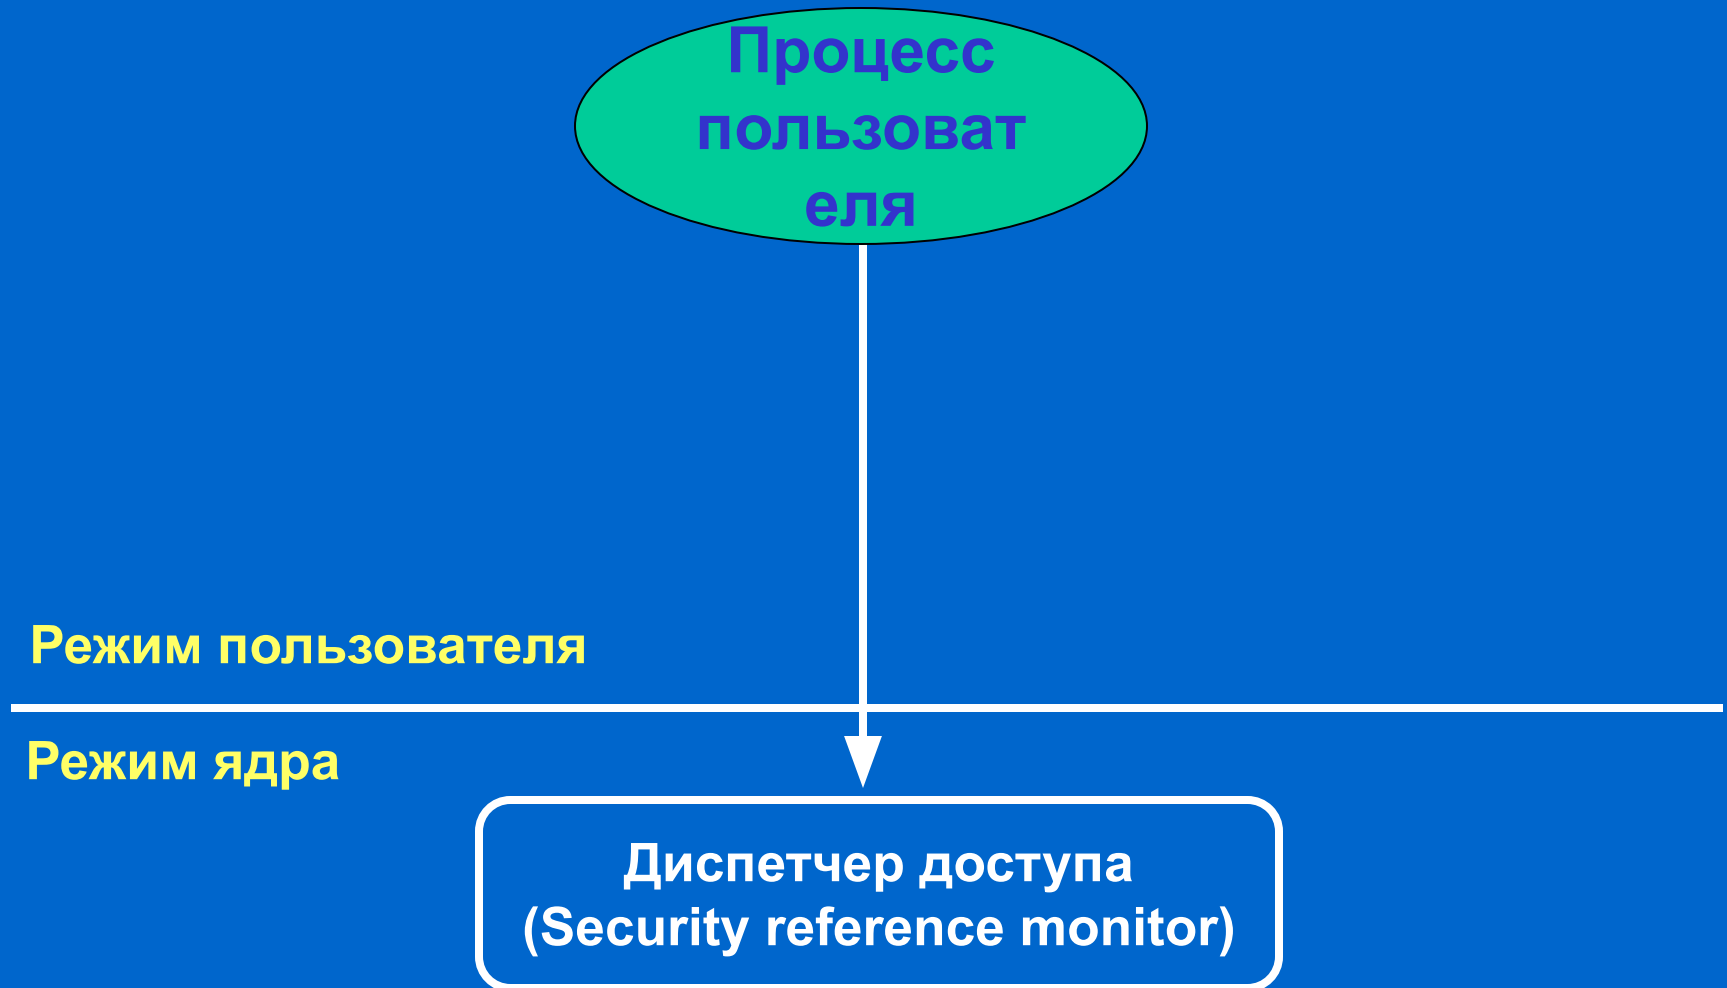 Процесс
пользоват
еля
Режим пользователя
Режим ядра
Диспетчер доступа
(Security reference monitor)